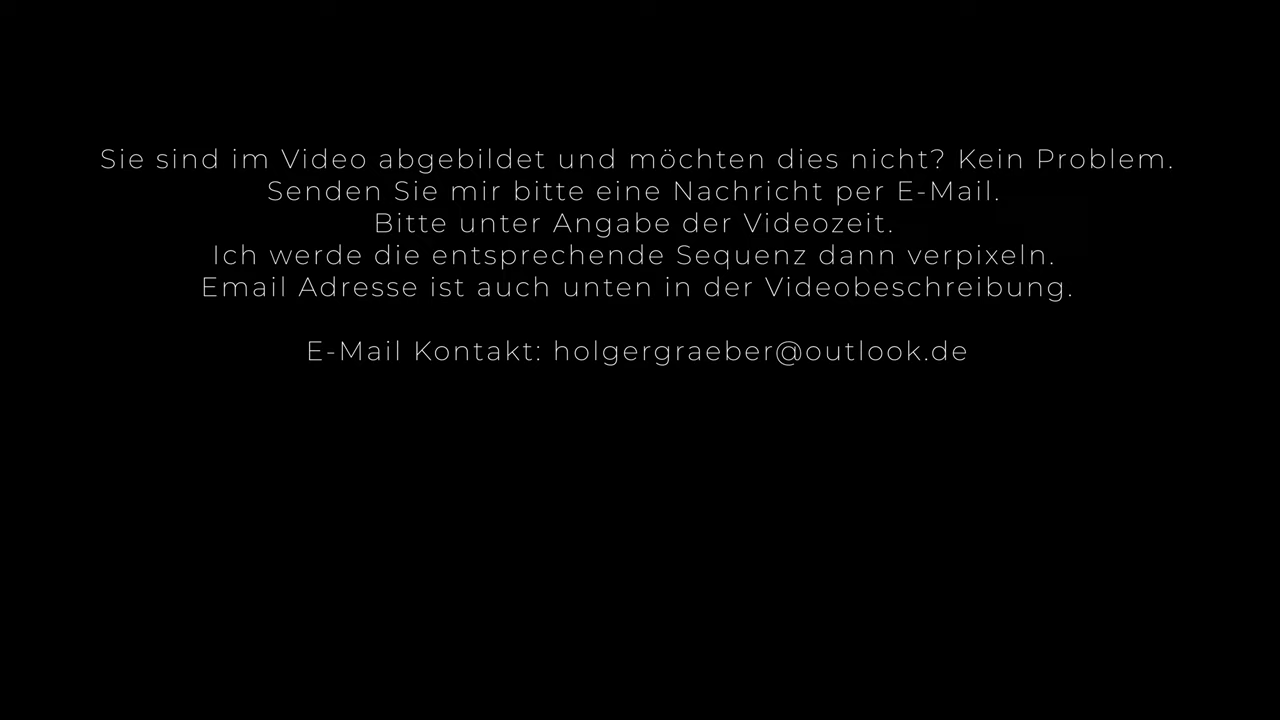 Sie sind im Video abgebildet und möchten dies nicht? Kein Problem.
Senden Sie mir bitte eine Nachricht per E-Mail.
Bitte unter Angabe der Videozeit.
Ich werde die entsprechende Sequenz dann verpixeln.
Email Adresse ist auch unten in der Videobeschreibung.
E-Mail Kontakt: holgergraeber@outlook.de